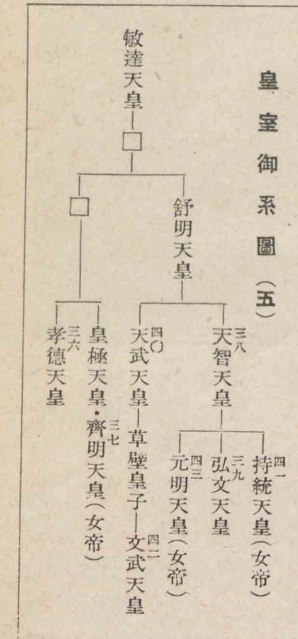 皇室御系圖（五）
敏達天皇―□
舒明天皇
□
三八
天智天皇
四〇
天武天皇―草壁皇子―文武天皇
四二
皇極天皇・齊明天皇（女帝）
三七
三六
孝德天皇
四一
持統天皇（女帝）
三九
弘文天皇
四三
元明天皇（女帝）